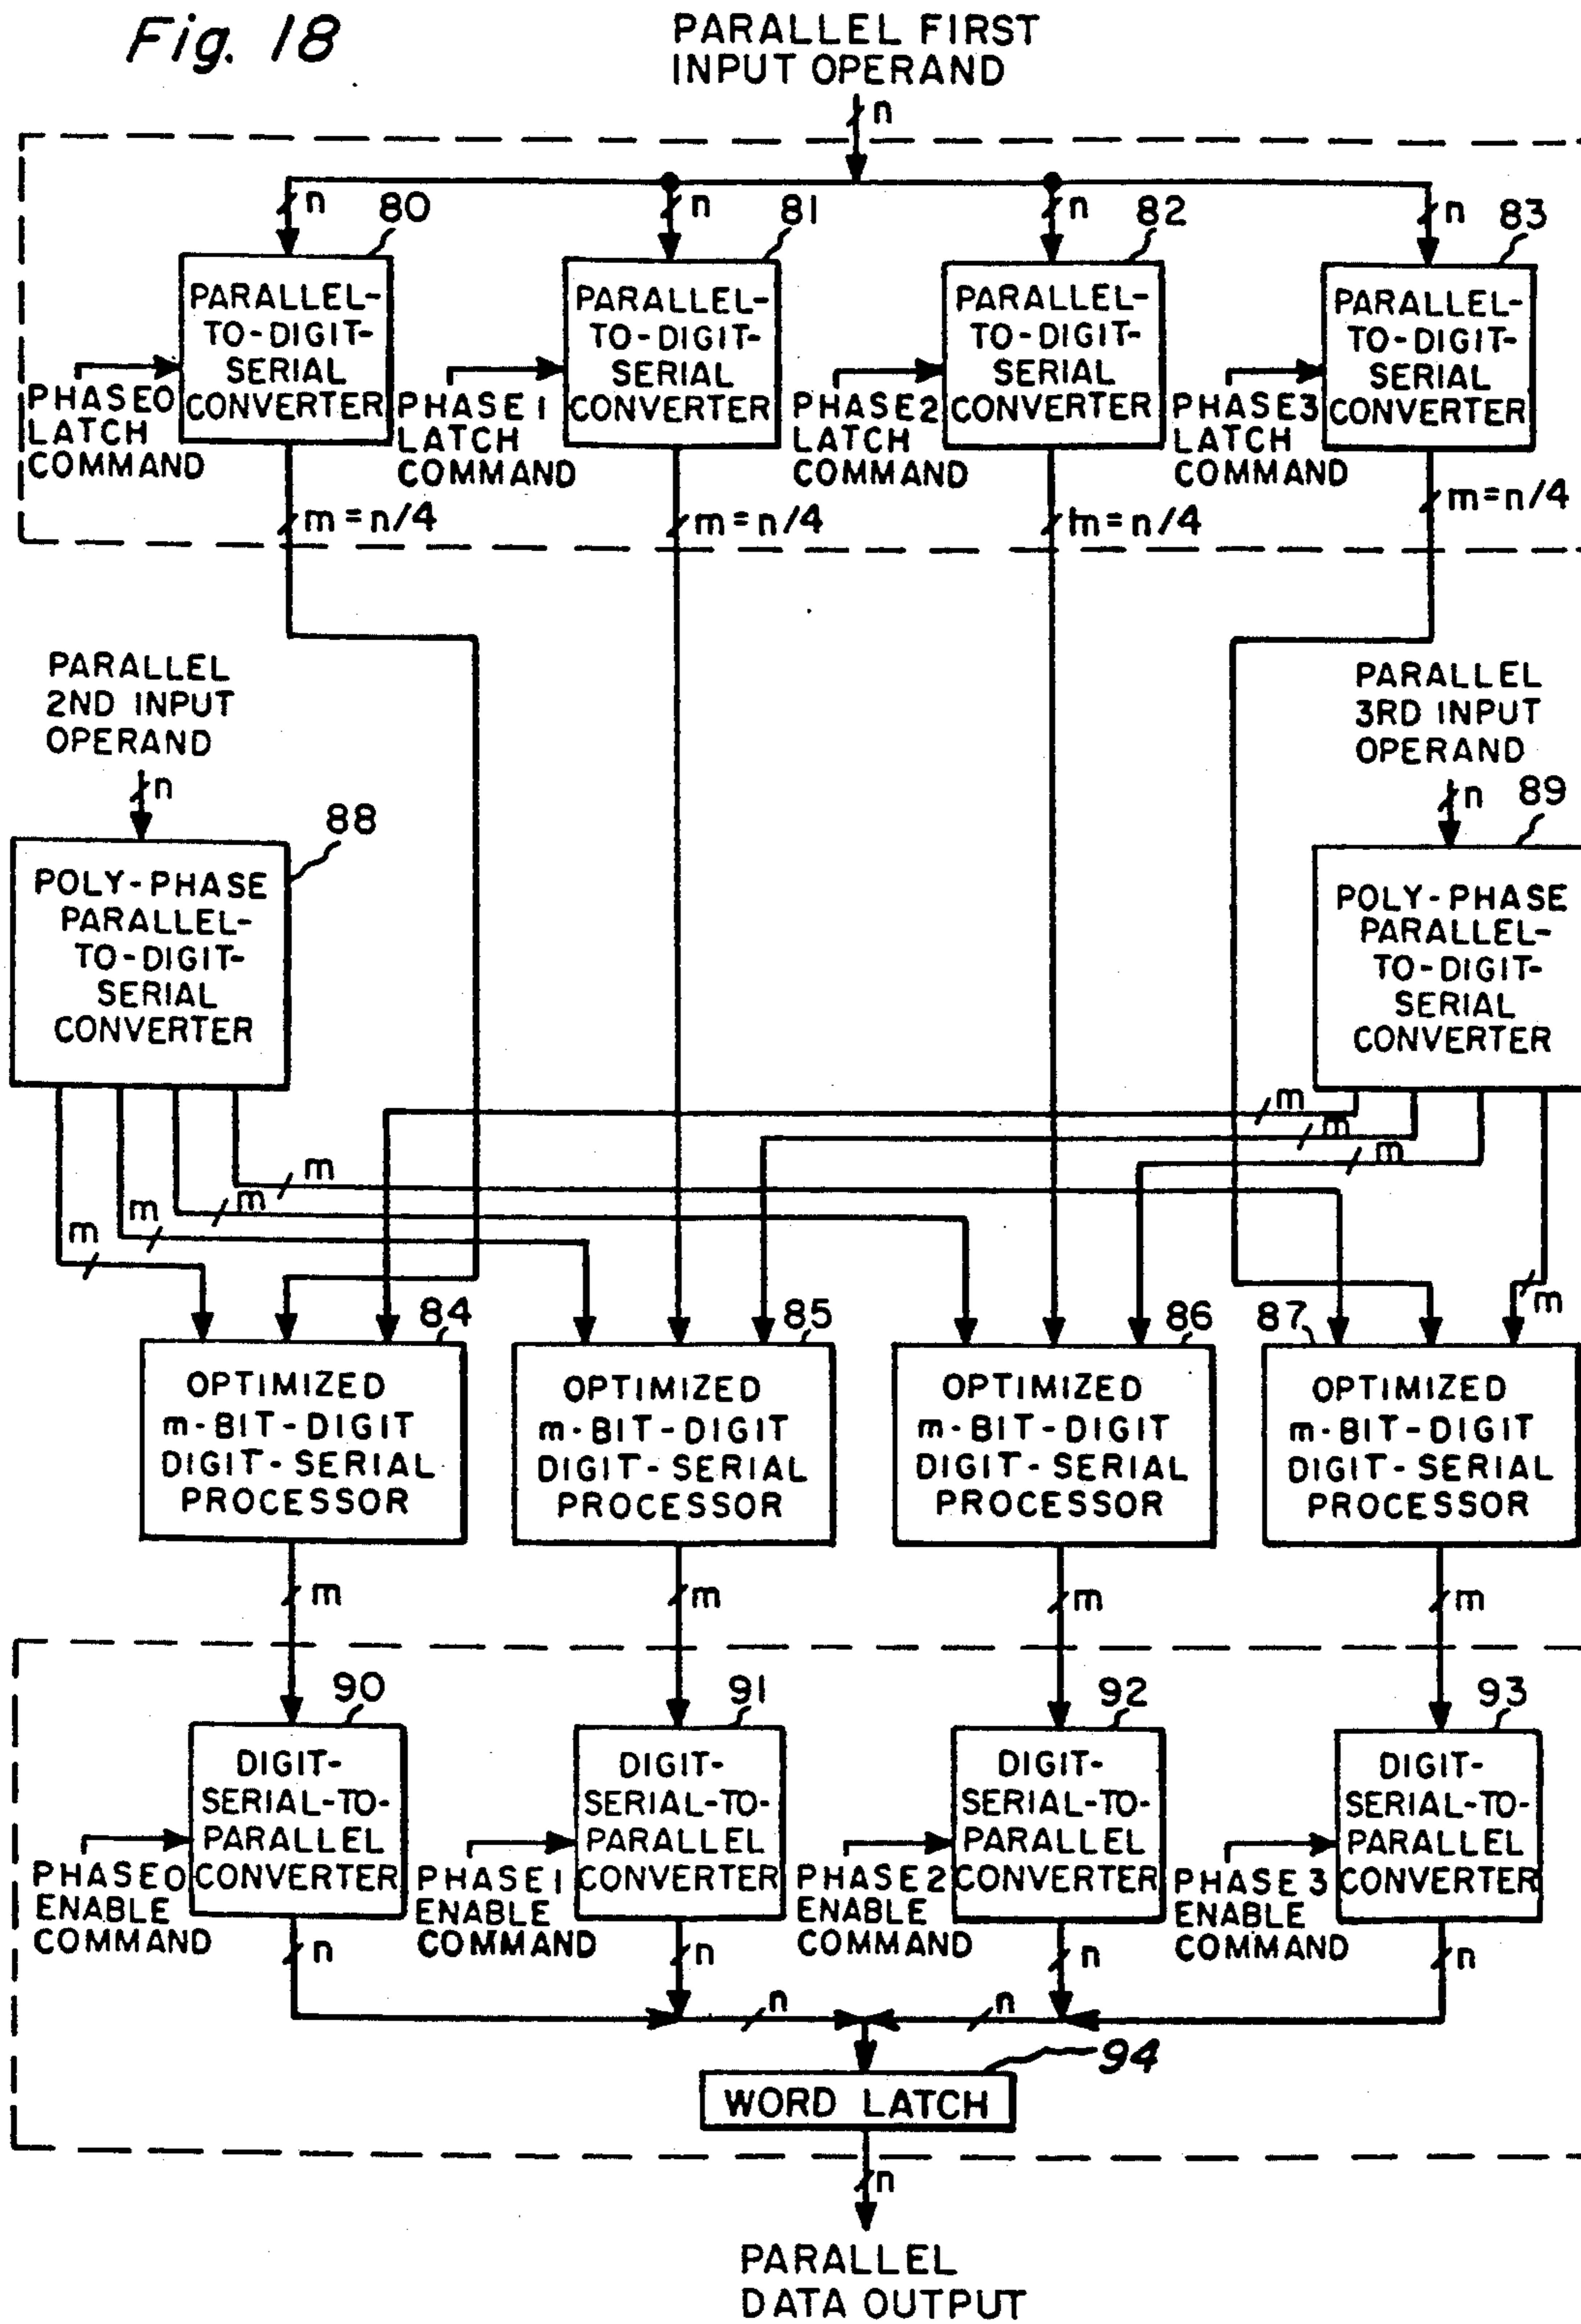 Fig. 18
PARALLEL FIRST
INPUT OPERAND
n
n
80
n
81
n
82
n
83
PARALLEL-
TO-DIGIT-
SERIAL
CONVERTER
PARALLEL-
TO-DIGIT-
SERIAL
CONVERTER
PARALLEL-
TO-DIGIT-
SERIAL
CONVERTER
PARALLEL-
TO-DIGIT-
SERIAL
CONVERTER
PHASE0
LATCH
COMMAND
PHASE 1
LATCH
COMMAND
PHASE2
LATCH
COMMAND
PHASE3
LATCH
COMMAND
m=n/4
m=n/4
m=n/4
m=n/4
PARALLEL
2ND INPUT
OPERAND
n
88
PARALLEL
3RD INPUT
OPERAND
n
89
POLY-PHASE
PARALLEL-
TO-DIGIT-
SERIAL
CONVERTER
POLY-PHASE
PARALLEL-
TO-DIGIT-
SERIAL
CONVERTER
m
m
m
m
m
m
m
m
84
85
86
87
OPTIMIZED
m-BIT-DIGIT
DIGIT-SERIAL
PROCESSOR
OPTIMIZED
m-BIT-DIGIT
DIGIT-SERIAL
PROCESSOR
OPTIMIZED
m-BIT-DIGIT
DIGIT-SERIAL
PROCESSOR
OPTIMIZED
m-BIT-DIGIT
DIGIT-SERIAL
PROCESSOR
m
m
m
m
90
91
92
93
DIGIT-
SERIAL-TO-
PARALLEL
CONVERTER
DIGIT-
SERIAL-TO-
PARALLEL
CONVERTER
DIGIT-
SERIAL-TO-
PARALLEL
CONVERTER
DIGIT-
SERIAL-TO-
PARALLEL
CONVERTER
PHASE0
ENABLE
COMMAND
PHASE1
ENABLE
COMMAND
PHASE2
ENABLE
COMMAND
PHASE 3
ENABLE
COMMAND
n
n
n
n
n
n
94
WORD LATCH
n
PARALLEL
DATA OUTPUT